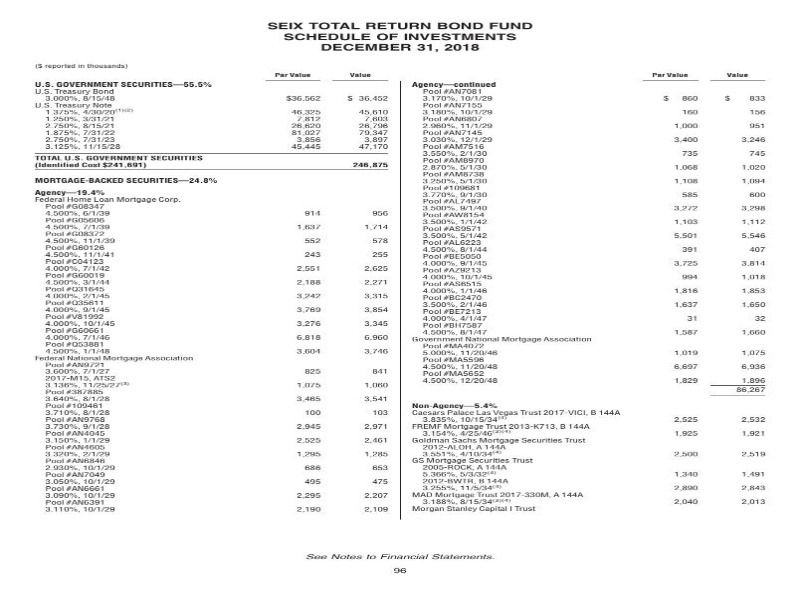 SEIX TOTAL RETURN BOND FUND
SCHEDULE OF INVESTMENTS
DECEMBER 31, 2018
($ reported in thousands)
Par Value Value
U.S. GOVERNMENT SECURITIES—55.5%
U.S. Treasury Bond
3.000%, 8/15/48 $36,562 $ 36,452
U.S. Treasury Note
1.375%, 4/30/20(1)(2) 46,325 45,610
1.250%, 3/31/21 7,812 7,603
2.750%, 8/15/21 26,620 26,796
1.875%, 7/31/22 81,027 79,347
2.750%, 7/31/23 3,856 3,897
3.125%, 11/15/28 45,445 47,170
TOTAL U.S. GOVERNMENT SECURITIES
(Identified Cost $241,691) 246,875
MORTGAGE-BACKED SECURITIES—24.8%
Agency—19.4%
Federal Home Loan Mortgage Corp.
Pool #G08347
4.500%, 6/1/39 914 956
Pool #G05606
4.500%, 7/1/39 1,637 1,714
Pool #G08372
4.500%, 11/1/39 552 578
Pool #G60126
4.500%, 11/1/41 243 255
Pool #C04123
4.000%, 7/1/42 2,551 2,625
Pool #G60019
4.500%, 3/1/44 2,188 2,271
Pool #Q31645
4.000%, 2/1/45 3,242 3,315
Pool #Q35611
4.000%, 9/1/45 3,769 3,854
Pool #V81992
4.000%, 10/1/45 3,276 3,345
Pool #G60661
4.000%, 7/1/46 6,818 6,960
Pool #Q53881
4.500%, 1/1/48 3,604 3,746
Federal National Mortgage Association
Pool #AN9721
3.600%, 7/1/27 825 841
2017-M15, ATS2
3.136%, 11/25/27(3) 1,075 1,060
Pool #387885
3.640%, 8/1/28 3,465 3,541
Pool #109461
3.710%, 8/1/28 100 103
Pool #AN9768
3.730%, 9/1/28 2,945 2,971
Pool #AN4045
3.150%, 1/1/29 2,525 2,461
Pool #AN4605
3.320%, 2/1/29 1,295 1,285
Pool #AN6846
2.930%, 10/1/29 686 653
Pool #AN7049
3.050%, 10/1/29 495 475
Pool #AN6661
3.090%, 10/1/29 2,295 2,207
Pool #AN6391
3.110%, 10/1/29 2,190 2,109
Par Value Value
Agency—continued
Pool #AN7081
3.170%, 10/1/29 $ 860 $ 833
Pool #AN7155
3.180%, 10/1/29 160 156
Pool #AN6807
2.960%, 11/1/29 1,000 951
Pool #AN7145
3.030%, 12/1/29 3,400 3,246
Pool #AM7516
3.550%, 2/1/30 735 745
Pool #AM8970
2.870%, 5/1/30 1,068 1,020
Pool #AM8738
3.250%, 5/1/30 1,108 1,094
Pool #109681
3.770%, 9/1/30 585 600
Pool #AL7497
3.500%, 9/1/40 3,272 3,298
Pool #AW8154
3.500%, 1/1/42 1,103 1,112
Pool #AS9571
3.500%, 5/1/42 5,501 5,546
Pool #AL6223
4.500%, 8/1/44 391 407
Pool #BE5050
4.000%, 9/1/45 3,725 3,814
Pool #AZ9213
4.000%, 10/1/45 994 1,018
Pool #AS6515
4.000%, 1/1/46 1,816 1,853
Pool #BC2470
3.500%, 2/1/46 1,637 1,650
Pool #BE7213
4.000%, 4/1/47 31 32
Pool #BH7587
4.500%, 8/1/47 1,587 1,660
Government National Mortgage Association
Pool #MA4072
5.000%, 11/20/46 1,019 1,075
Pool #MA5596
4.500%, 11/20/48 6,697 6,936
Pool #MA5652
4.500%, 12/20/48 1,829 1,896
86,267
Non-Agency—5.4%
Caesars Palace Las Vegas Trust 2017-VICI, B 144A
3.835%, 10/15/34(4) 2,525 2,532
FREMF Mortgage Trust 2013-K713, B 144A
3.154%, 4/25/46(3)(4) 1,925 1,921
Goldman Sachs Mortgage Securities Trust
2012-ALOH, A 144A
3.551%, 4/10/34(4) 2,500 2,519
GS Mortgage Securities Trust
2005-ROCK, A 144A
5.366%, 5/3/32(4) 1,340 1,491
2012-BWTR, B 144A
3.255%, 11/5/34(4) 2,890 2,843
MAD Mortgage Trust 2017-330M, A 144A
3.188%, 8/15/34(3)(4) 2,040 2,013
Morgan Stanley Capital I Trust
See Notes to Financial Statements.
96